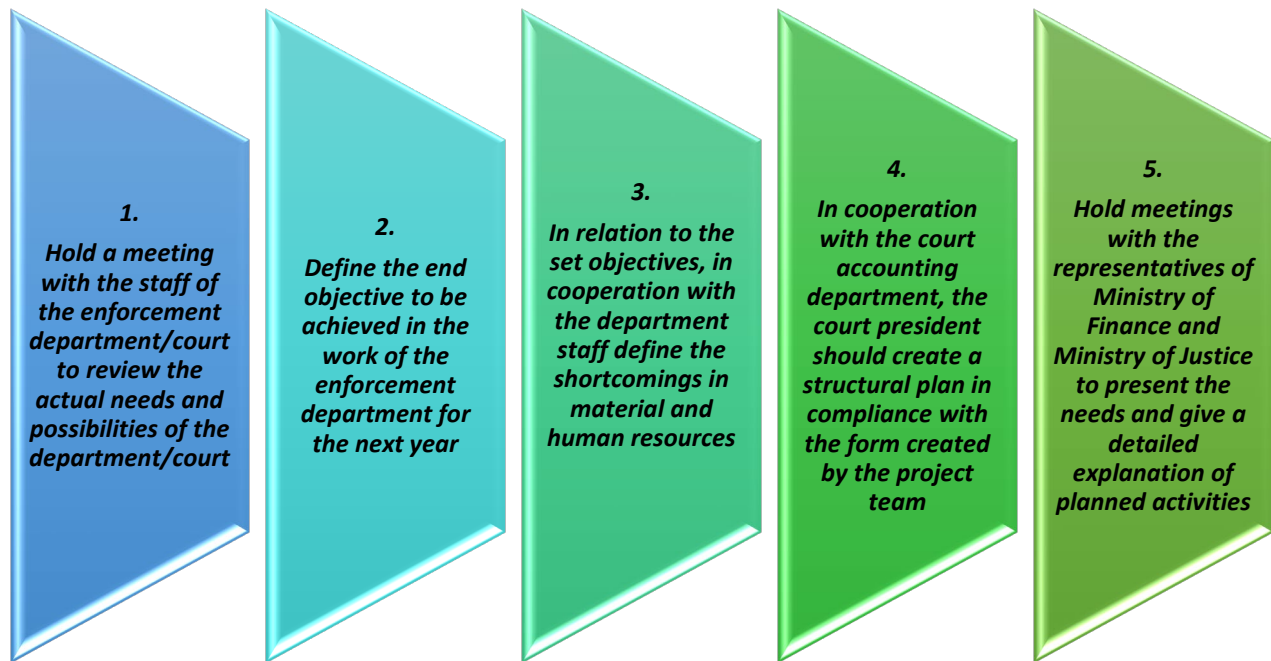 1.
Hold a meeting
with the staff of
the enforcement
department/court
to review the
actual needs and
possibilities of the
department/court
2.
Define the end
objective to be
achieved in the
work of the
enforcement
department for
the next year
3.
In relation to the
set objectives, in
cooperation with
the department
staff define the
shortcomings in
material and
human resources
4.
In cooperation
with the court
accounting
department, the
court president
should create a
structural plan in
compliance with
the form created
by the project
team
5.
Hold meetings
with the
representatives of
Ministry of
Finance and
Ministry of Justice
to present the
needs and give a
detailed
explanation of
planned activities